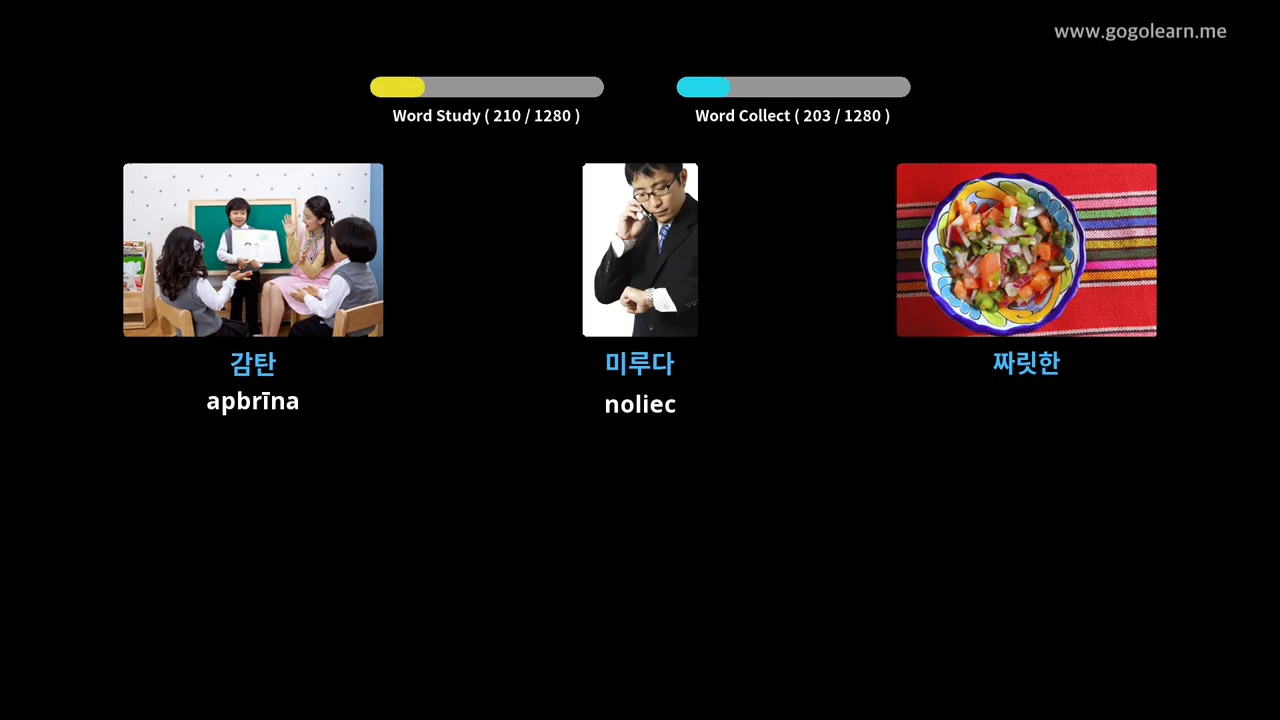 www.gogolearn.me
Word Study ( 210 / 1280 )
Word Collect ( 203 / 1280 )
감탄
미루다
짜릿한
apbrīna
noliec